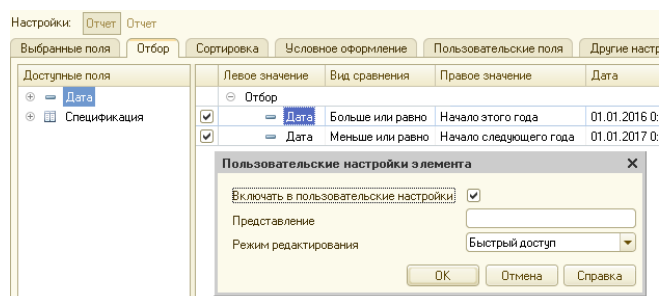 Настройки: Отчет Отчет
Выбранные поля Отбор Сортировка Условное оформление Пользовательские поля Другие настр
Доступные поля Левое значение Вид сравнения Правое значение Дата
Дата Отбор
Спецификация Дата Больше или равно Начало этого года 01.01.2016 0:
Дата Меньше или равно Начало следующего года 01.01.2017 0:
Пользовательские настройки элемента
Включать в пользовательские настройки
Представление
Режим редактирования Быстрый доступ
ОК Отмена Справка